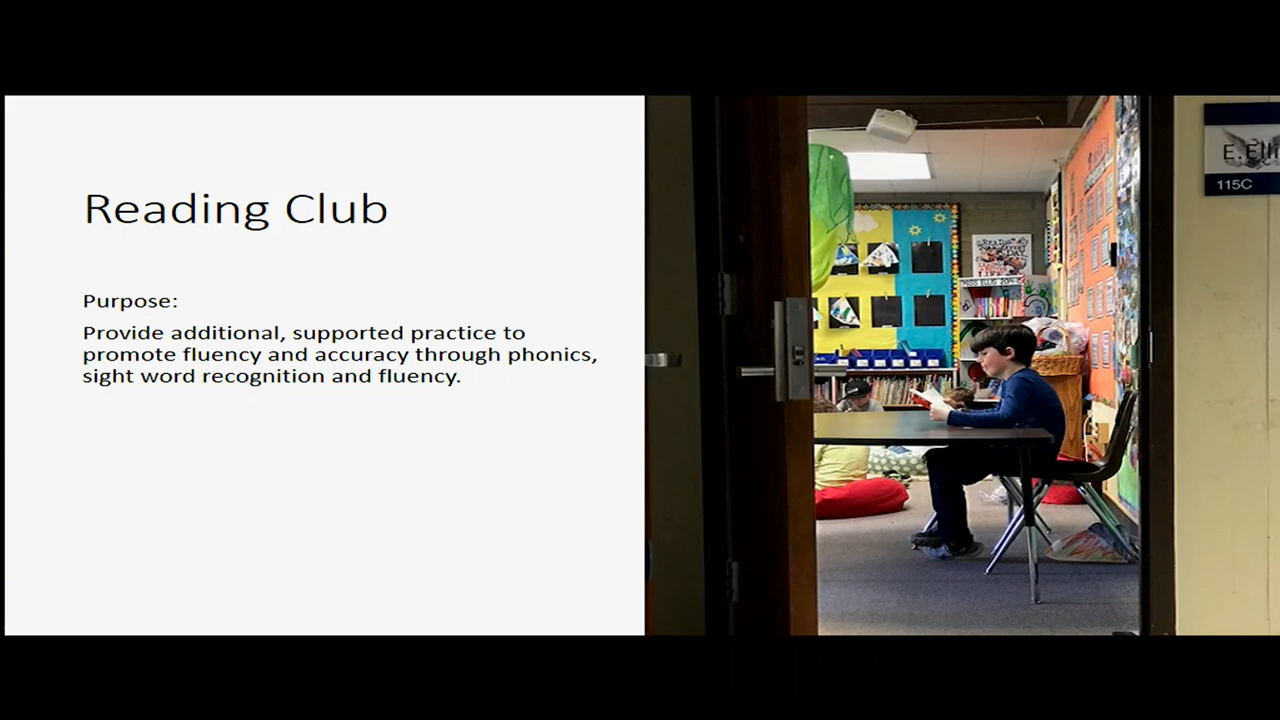 Reading Club
Purpose:
Provide additional, supported practice to
promote fluency and accuracy through phonics,
sight word recognition and fluency.
E.Elli
115C